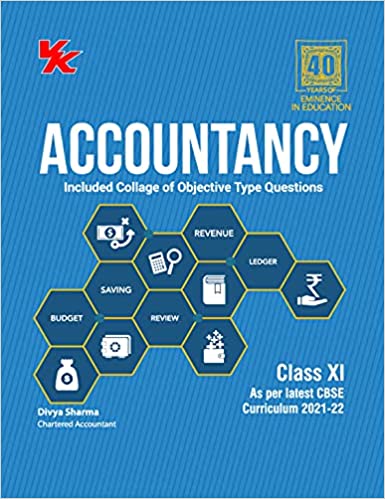 VK
40
YEARS OF
EMINENCE
IN EDUCATION
ACCOUNTANCY
Included Collage of Objective Type Questions
REVENUE
LEDGER
SAVING
BUDGET
REVIEW
Class XI
As per latest CBSE
Curriculum 2021-22
Divya Sharma
Chartered Accountant